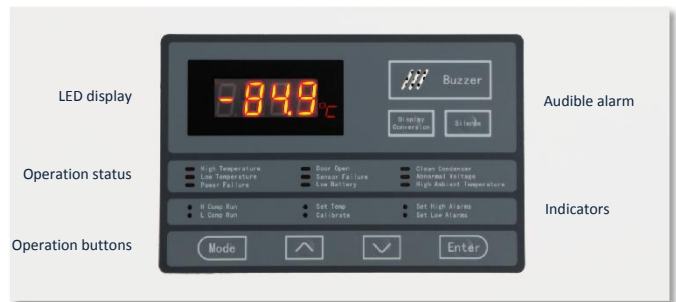 -84.9
°C
Buzzer
LED display
Audible alarm
Display
Conversion
Silence
High Temperature
Door Open
Clean Condenser
Operation status
Low Temperature
Sensor Failure
Abnormal Voltage
Power Failure
Low Battery
High Ambient Temperature
H Comp Run
Set Temp
Set High Alarms
Indicators
L Comp Run
Calibrate
Set Low Alarms
Operation buttons
Mode
Enter